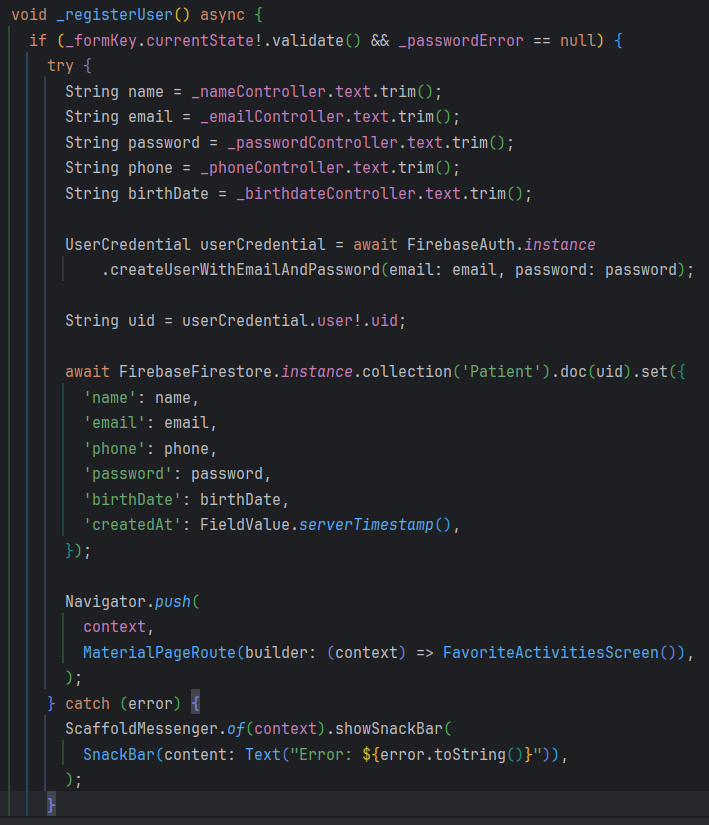 void _registerUser() async {
if (_formKey.currentState!.validate() && _passwordError == null) {
try {
String name = _nameController.text.trim();
String email = _emailController.text.trim();
String password = _passwordController.text.trim();
String phone = _phoneController.text.trim();
String birthDate = _birthdateController.text.trim();
UserCredential userCredential = await FirebaseAuth.instance
.createUserWithEmailAndPassword(email: email, password: password);
String uid = userCredential.user!.uid;
await FirebaseFirestore.instance.collection('Patient').doc(uid).set({
'name': name,
'email': email,
'phone': phone,
'password': password,
'birthDate': birthDate,
'createdAt': FieldValue.serverTimestamp(),
});
Navigator.push(
context,
MaterialPageRoute(builder: (context) => FavoriteActivitiesScreen()),
);
} catch (error) {
ScaffoldMessenger.of(context).showSnackBar(
SnackBar(content: Text("Error: ${error.toString()}")),
);
}